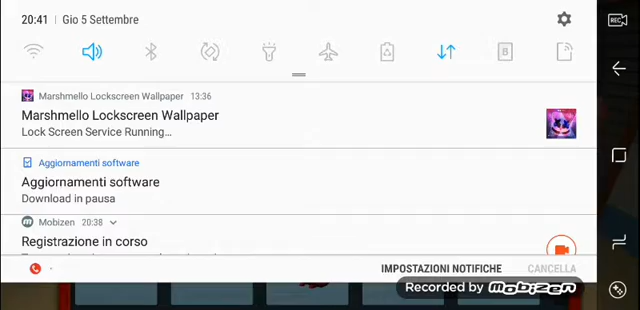 20:41 | Gio 5 Settembre
REC
B
Marshmello Lockscreen Wallpaper 13:36
Marshmello Lockscreen Wallpaper
Lock Screen Service Running...
Aggiornamenti software
Aggiornamenti software
Download in pausa
m Mobizen 20:38
Registrazione in corso
IMPOSTAZIONI NOTIFICHE CANCELLA
Recorded by mobizen